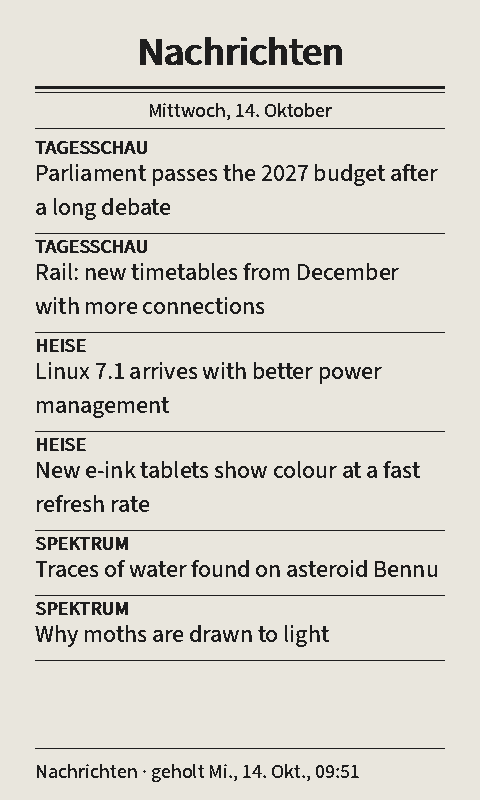 Nachrichten
Mittwoch, 14. Oktober
TAGESSCHAU
Parliament passes the 2027 budget after
a long debate
TAGESSCHAU
Rail: new timetables from December
with more connections
HEISE
Linux 7.1 arrives with better power
management
HEISE
New e-ink tablets show colour at a fast
refresh rate
SPEKTRUM
Traces of water found on asteroid Bennu
SPEKTRUM
Why moths are drawn to light
Nachrichten · geholt Mi., 14. Okt., 09:51